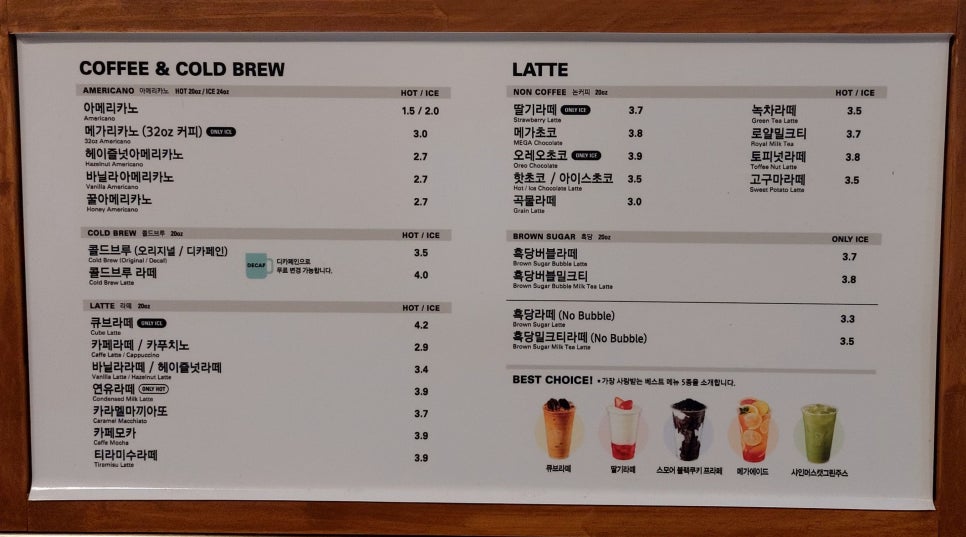 COFFEE & COLD BREW
AMERICANO 아메리카노 HOT 20oz / ICE 24oz HOT / ICE
아메리카노 1.5 / 2.0
Americano
메가리카노 (32oz 커피) ONLY ICE 3.0
32oz Americano
헤이즐넛아메리카노 2.7
Hazelnut Americano
바닐라아메리카노 2.7
Vanilla Americano
꿀아메리카노 2.7
Honey Americano
COLD BREW 콜드브루 20oz HOT / ICE
콜드브루 (오리지널 / 디카페인) 3.5
Cold Brew (Original / Decaf)
콜드브루 라떼 4.0
Cold Brew Latte
DECAF
디카페인으로
무료 변경 가능합니다.
LATTE 라떼 20oz HOT / ICE
큐브라떼 ONLY ICE 4.2
Cube Latte
카페라떼 / 카푸치노 2.9
Caffe Latte / Cappuccino
바닐라라떼 / 헤이즐넛라떼 3.4
Vanilla Latte / Hazelnut Latte
연유라떼 ONLY HOT 3.9
Condensed Milk Latte
카라멜마끼아또 3.7
Caramel Macchiato
카페모카 3.9
Caffe Mocha
티라미수라떼 3.9
Tiramisu Latte
LATTE
NON COFFEE 논커피 20oz HOT / ICE
딸기라떼 ONLY ICE 3.7
Strawberry Latte
메가초코 3.8
MEGA Chocolate
오레오초코 ONLY ICE 3.9
Oreo Chocolate
핫초코 / 아이스초코 3.5
Hot / Ice Chocolate Latte
곡물라떼 3.0
Grain Latte
녹차라떼 3.5
Green Tea Latte
로얄밀크티 3.7
Royal Milk Tea
토피넛라떼 3.8
Toffee Nut Latte
고구마라떼 3.5
Sweet Potato Latte
BROWN SUGAR 흑당 20oz ONLY ICE
흑당버블라떼 3.7
Brown Sugar Bubble Latte
흑당버블밀크티 3.8
Brown Sugar Bubble Milk Tea Latte
흑당라떼 (No Bubble) 3.3
Brown Sugar Latte
흑당밀크티라떼 (No Bubble) 3.5
Brown Sugar Milk Tea Latte
BEST CHOICE! • 가장 사랑받는 베스트 메뉴 5종을 소개합니다.
큐브라떼 딸기라떼 스모어 블랙쿠키 프라페 메가에이드 샤인머스캣그린주스